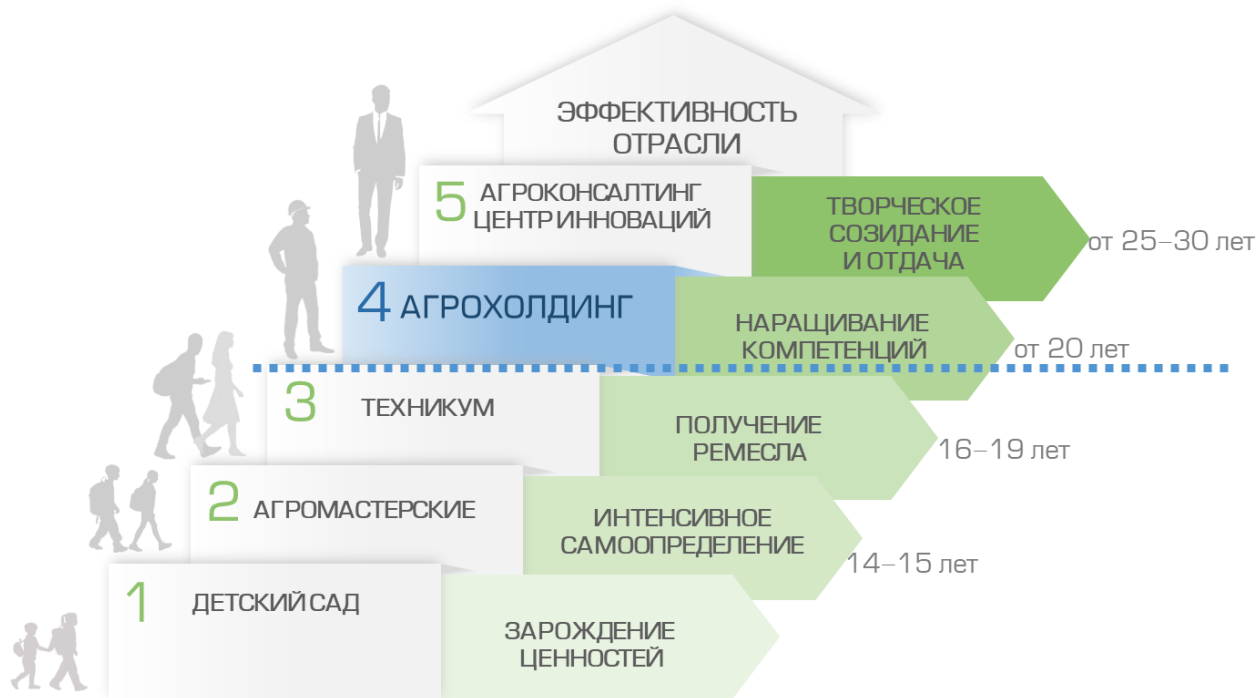 ЭФФЕКТИВНОСТЬ
ОТРАСЛИ
5 АГРОКОНСАЛТИНГ
ЦЕНТР ИННОВАЦИЙ
ТВОРЧЕСКОЕ
СОЗИДАНИЕ
И ОТДАЧА
от 25–30 лет
4 АГРОХОЛДИНГ
НАРАЩИВАНИЕ
КОМПЕТЕНЦИЙ
от 20 лет
3 ТЕХНИКУМ
ПОЛУЧЕНИЕ
РЕМЕСЛА
16–19 лет
2 АГРОМАСТЕРСКИЕ
ИНТЕНСИВНОЕ
САМООПРЕДЕЛЕНИЕ
14–15 лет
1 ДЕТСКИЙ САД
ЗАРОЖДЕНИЕ
ЦЕННОСТЕЙ